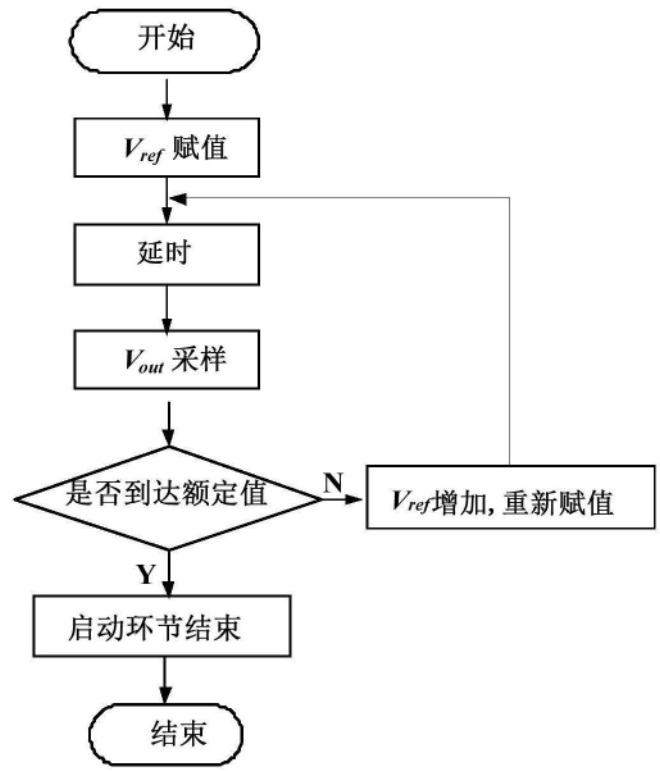 开始
Vref 赋值
延时
Vout 采样
是否到达额定值
N
Vref增加, 重新赋值
Y
启动环节结束
结束